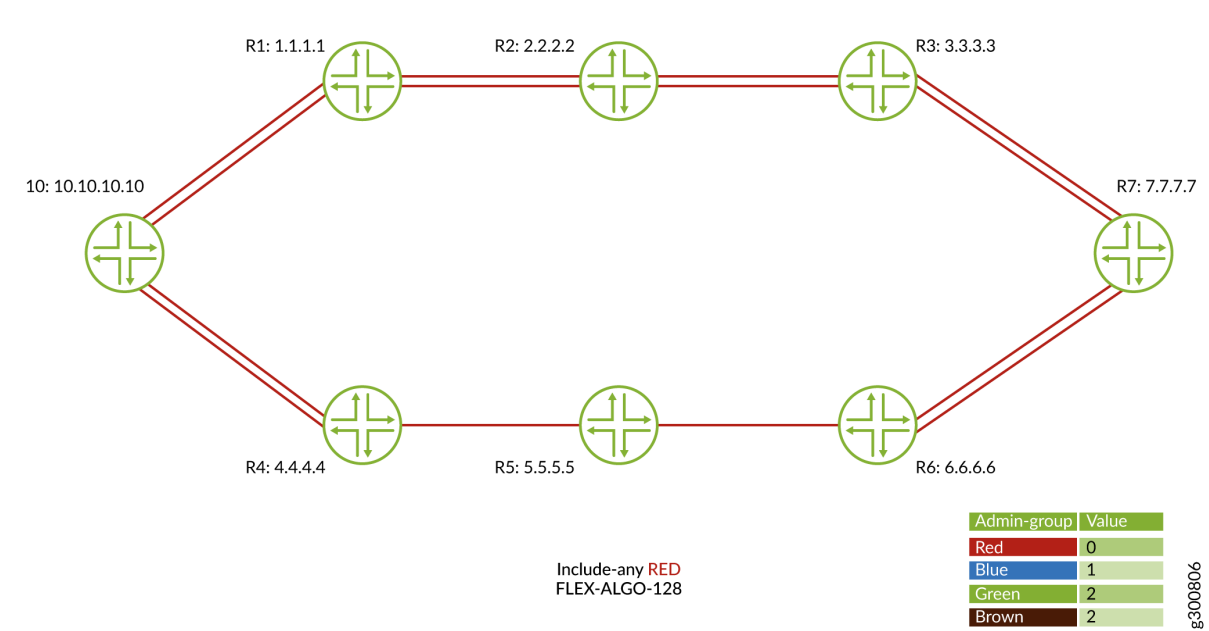 R1: 1.1.1.1
R2: 2.2.2.2
R3: 3.3.3.3
10: 10.10.10.10
R7: 7.7.7.7
R4: 4.4.4.4
R5: 5.5.5.5
R6: 6.6.6.6
Include-any RED
FLEX-ALGO-128
Admin-group Value
Red 0
Blue 1
Green 2
Brown 2
g300806